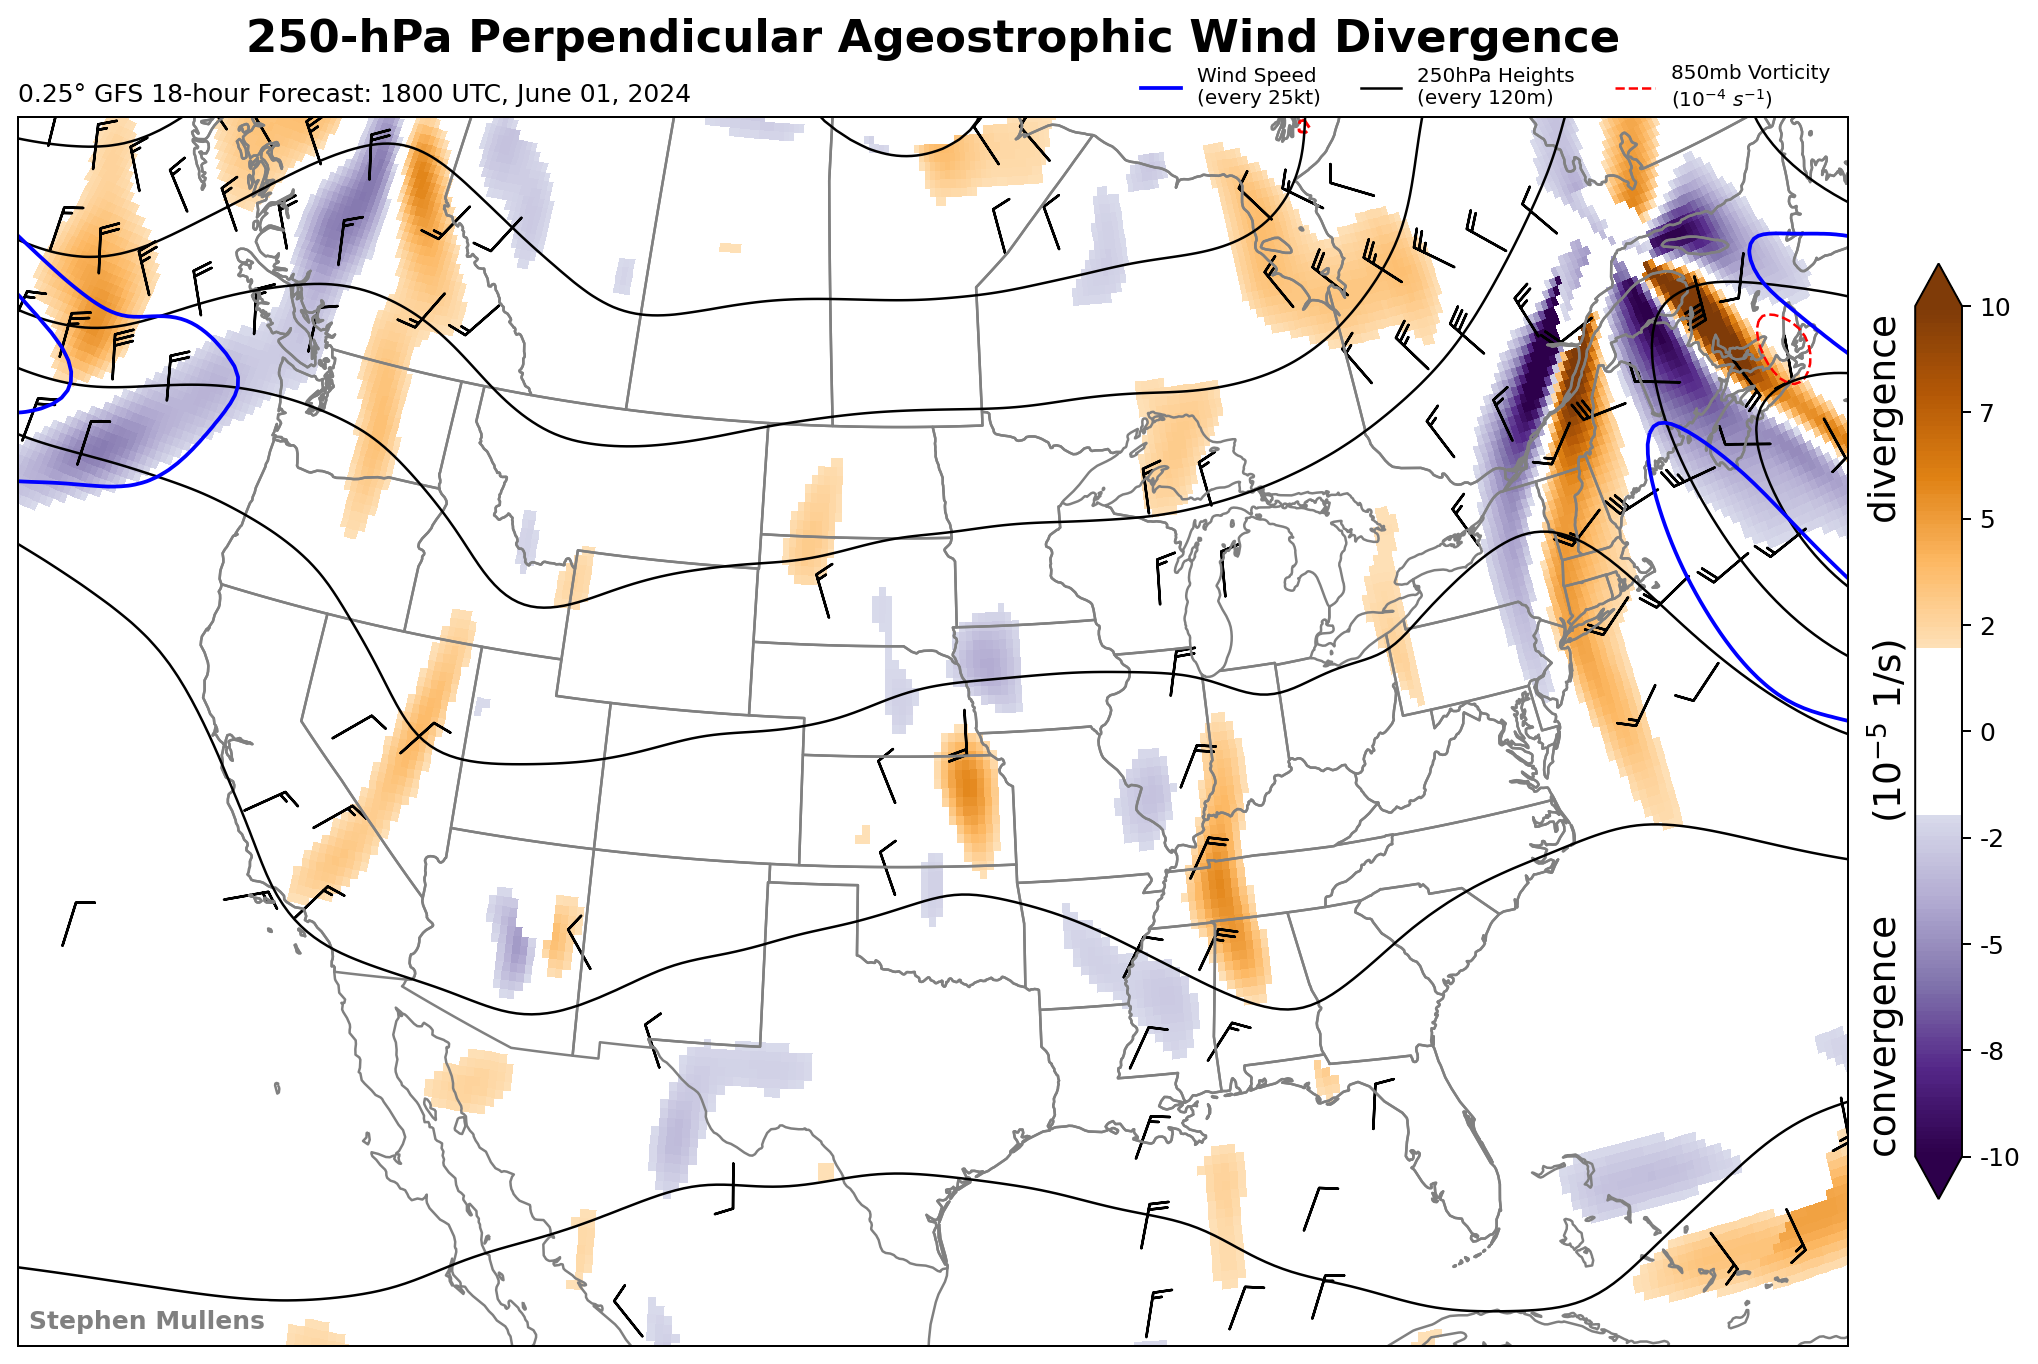 250-hPa Perpendicular Ageostrophic Wind Divergence
0.25° GFS 18-hour Forecast: 1800 UTC, June 01, 2024
Wind Speed
(every 25kt)
250hPa Heights
(every 120m)
850mb Vorticity
(10⁻⁴ s⁻¹)
10
7
5
2
0
-2
-5
-8
-10
convergence (10⁻⁵ 1/s) divergence
Stephen Mullens